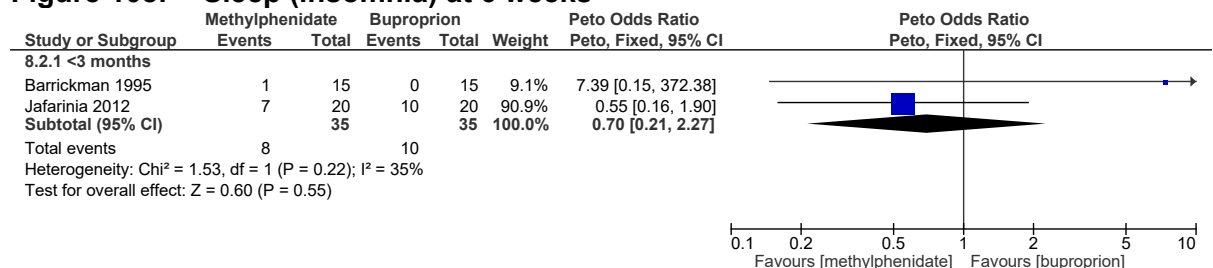 Methylphenidate Buproprion Peto Odds Ratio Peto Odds Ratio
Study or Subgroup Events Total Events Total Weight Peto, Fixed, 95% CI Peto, Fixed, 95% CI
8.2.1 <3 months
Barrickman 1995 1 15 0 15 9.1% 7.39 [0.15, 372.38]
Jafarinia 2012 7 20 10 20 90.9% 0.55 [0.16, 1.90]
Subtotal (95% CI) 35 35 100.0% 0.70 [0.21, 2.27]
Total events 8 10
Heterogeneity: Chi² = 1.53, df = 1 (P = 0.22); I² = 35%
Test for overall effect: Z = 0.60 (P = 0.55)
0.1 0.2 0.5 1 2 5 10
Favours [methylphenidate] Favours [buproprion]